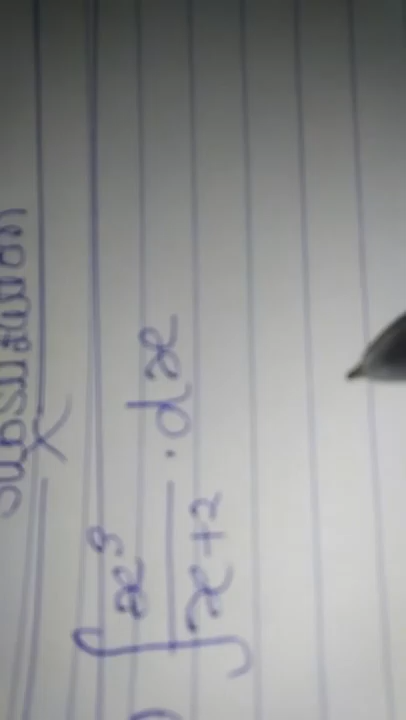 substitution
) ∫ x³/x+2 . dx